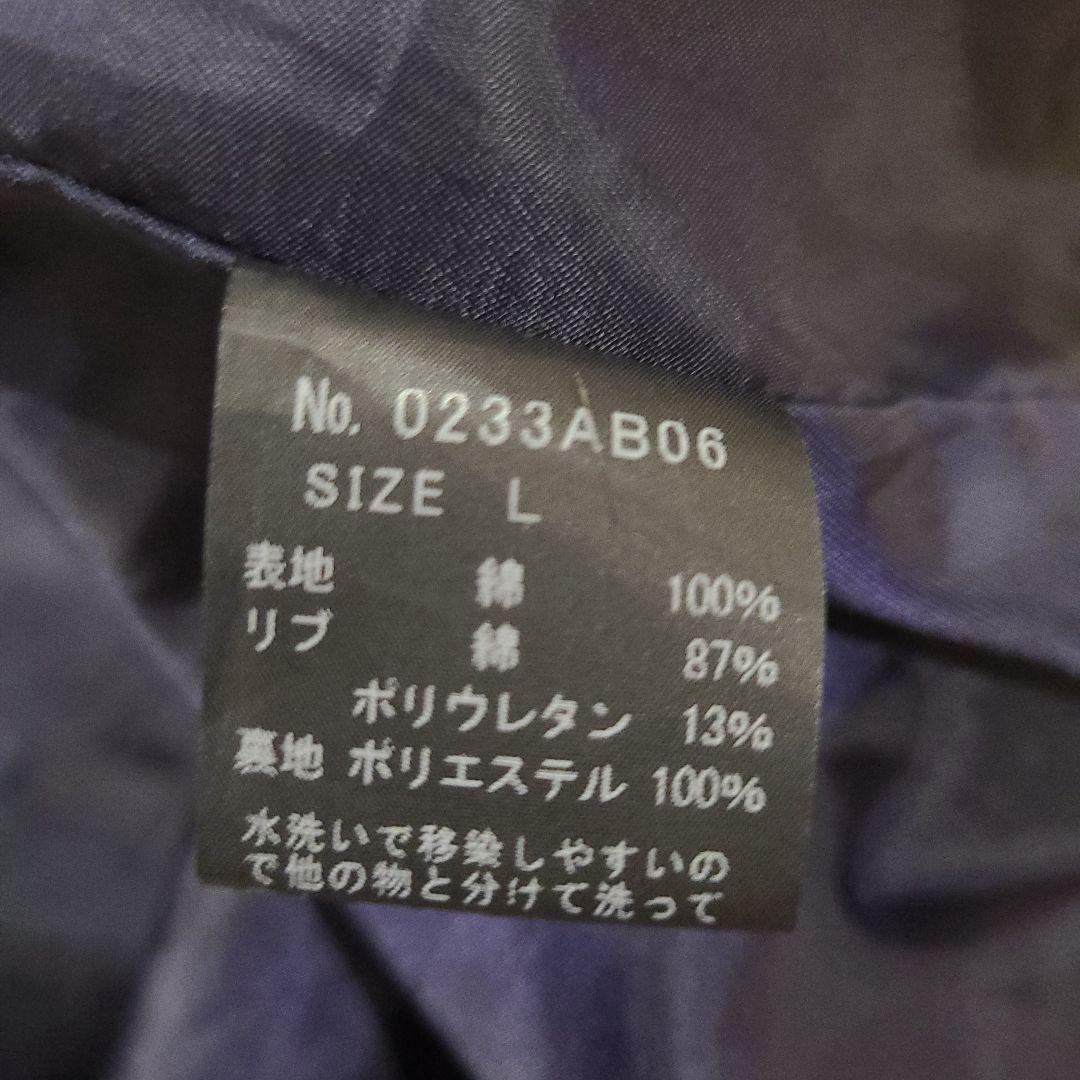 No. 0233AB06
SIZE L
表地 綿 100%
リブ 綿 87%
ポリウレタン 13%
裏地 ポリエステル 100%
水洗いで移染しやすいの
で他の物と分けて洗って